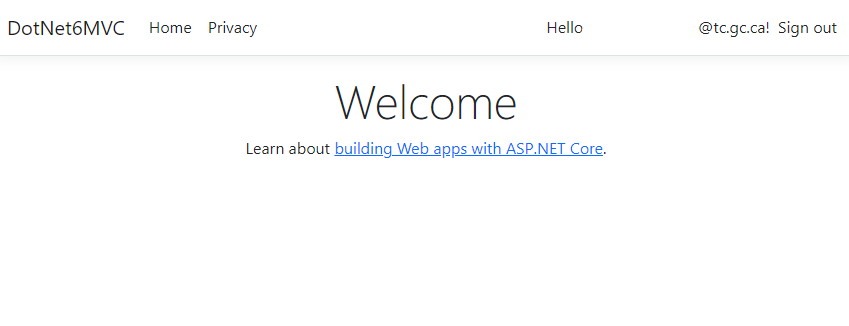 DotNet6MVC Home Privacy Hello @tc.gc.ca! Sign out
Welcome
Learn about building Web apps with ASP.NET Core.